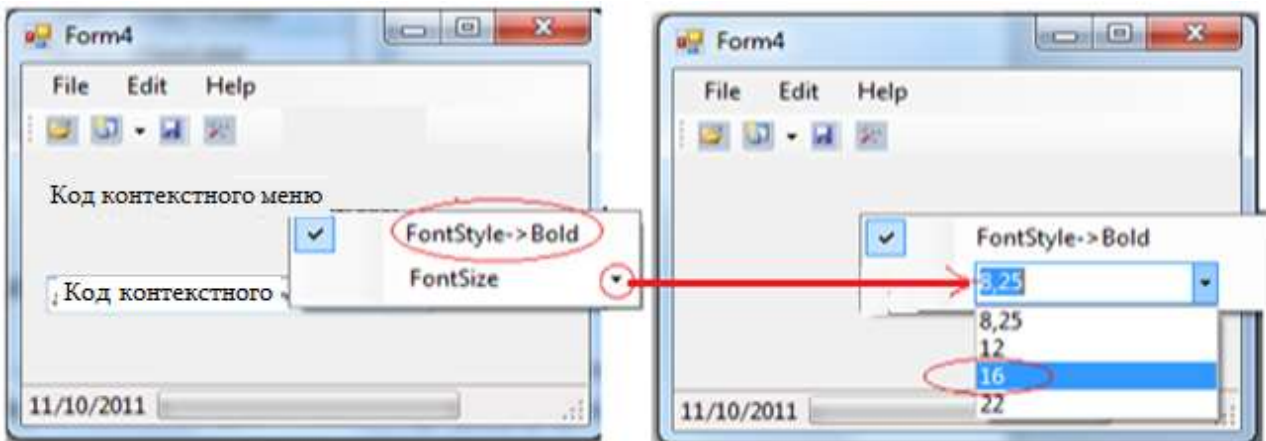 Form4
File Edit Help
Код контекстного меню
FontStyle->Bold
FontSize
Код контекстного
11/10/2011
Form4
File Edit Help
FontStyle->Bold
8,25
8,25
12
16
22
11/10/2011